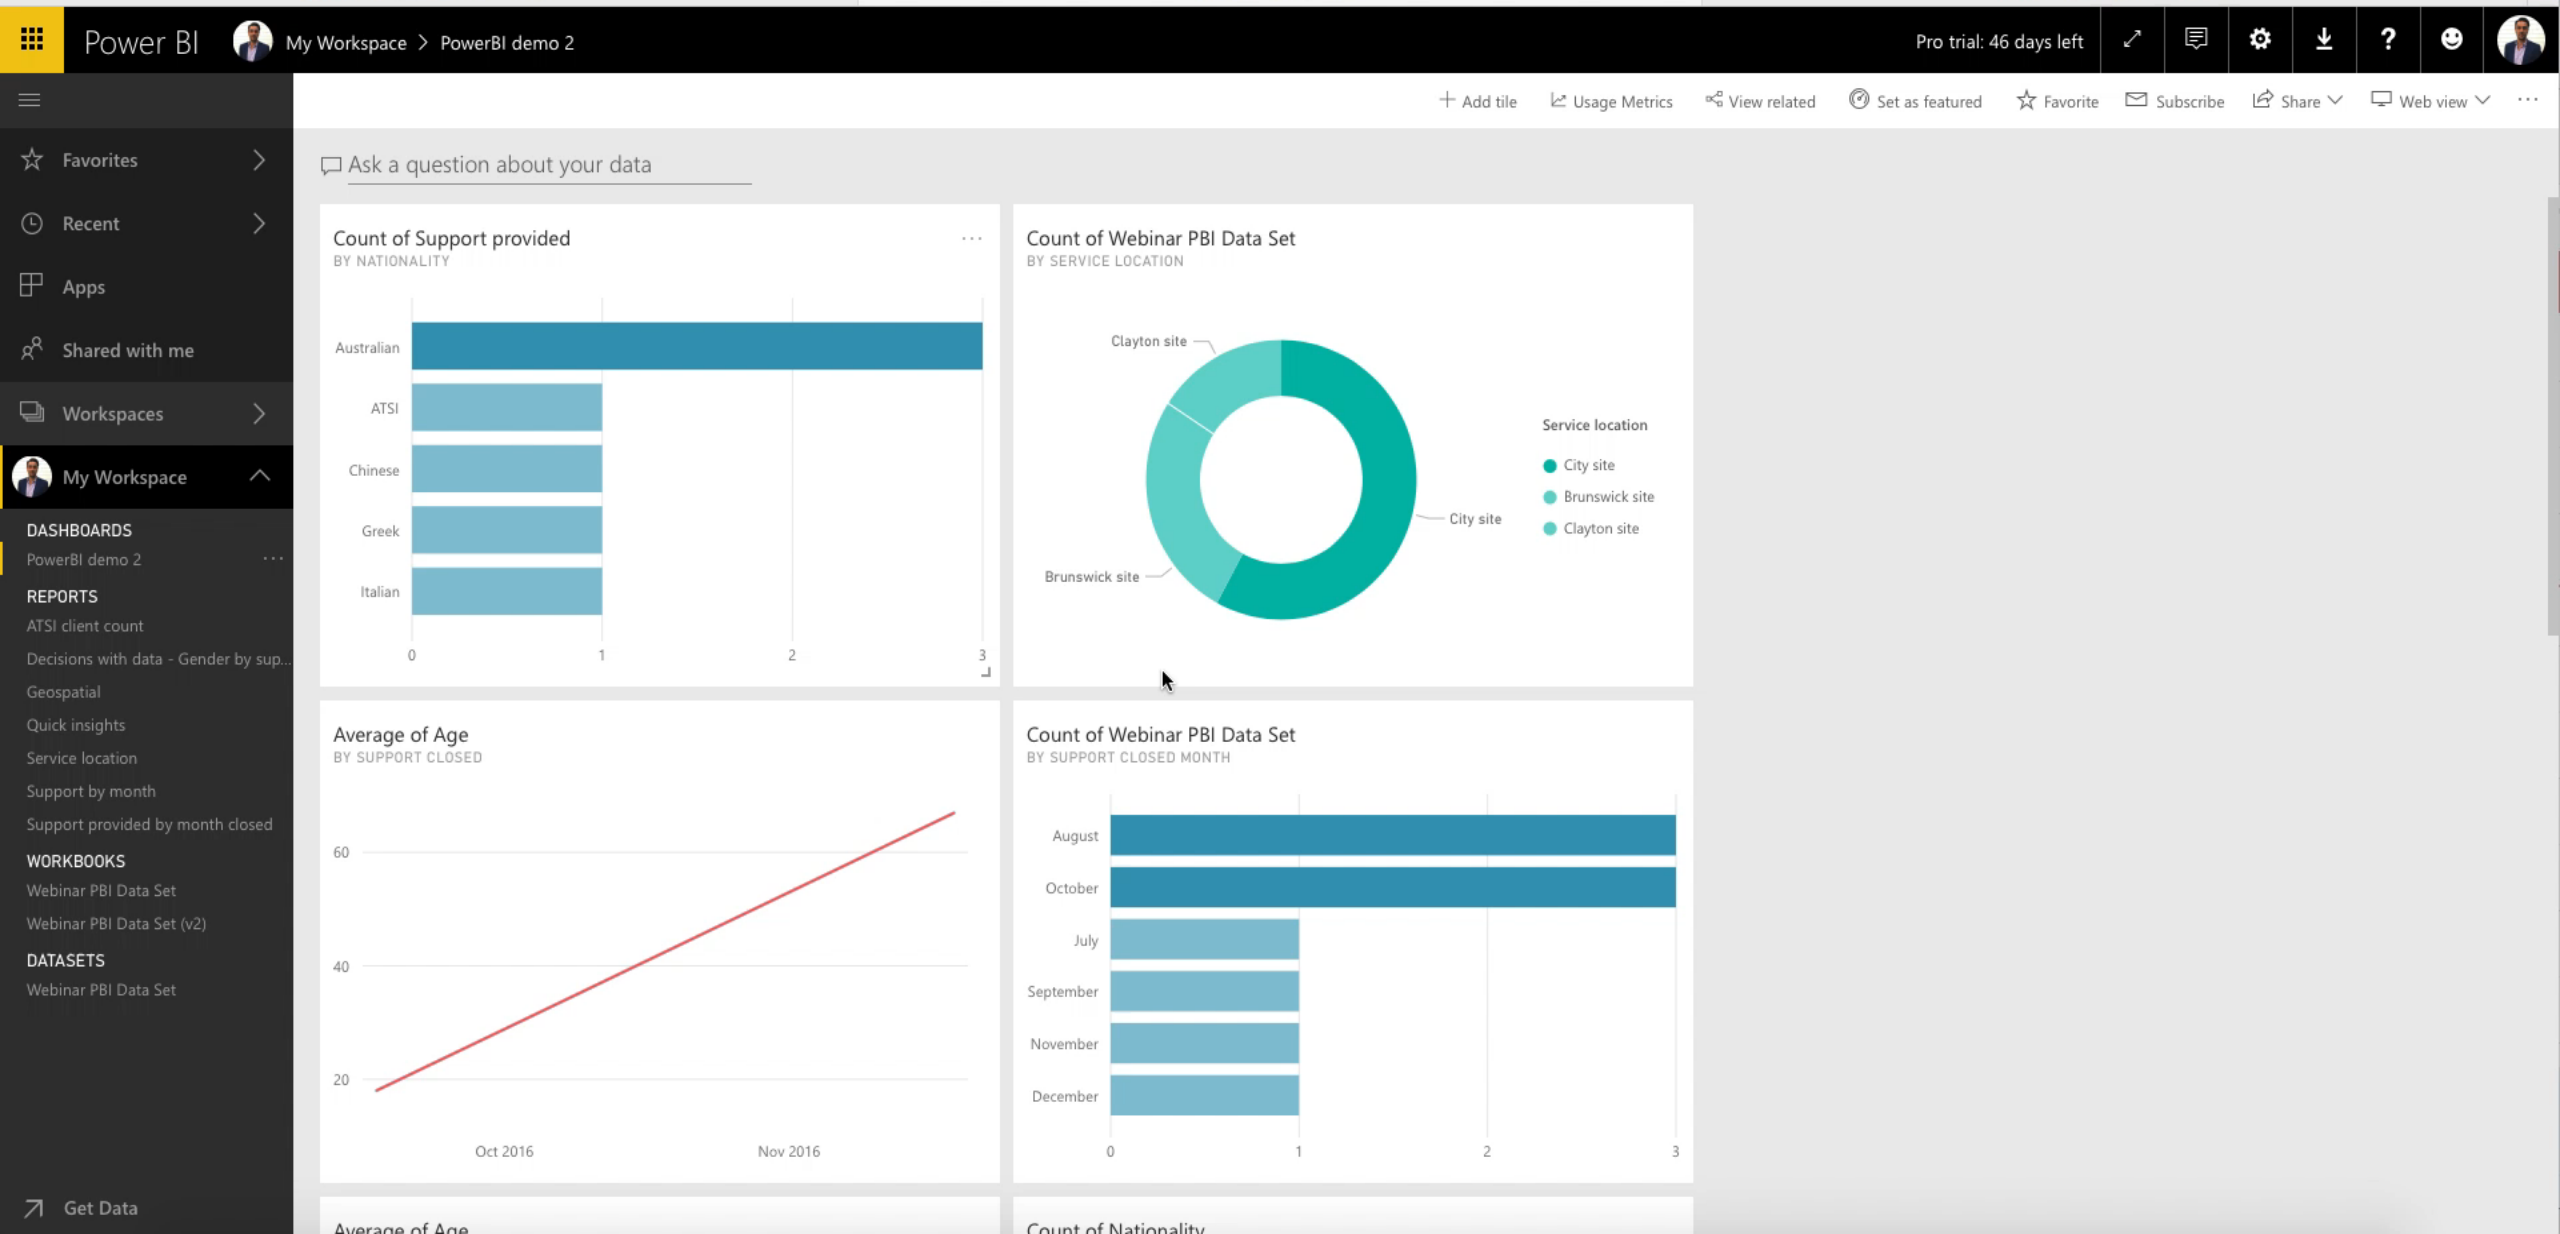 Power BI
My Workspace > PowerBI demo 2
Pro trial: 46 days left
?
Add tile
Usage Metrics
View related
Set as featured
Favorite
Subscribe
Share
Web view
Favorites
Recent
Apps
Shared with me
Workspaces
My Workspace
DASHBOARDS
PowerBI demo 2
REPORTS
ATSI client count
Decisions with data - Gender by sup...
Geospatial
Quick insights
Service location
Support by month
Support provided by month closed
WORKBOOKS
Webinar PBI Data Set
Webinar PBI Data Set (v2)
DATASETS
Webinar PBI Data Set
Get Data
Ask a question about your data
Count of Support provided
BY NATIONALITY
Australian
ATSI
Chinese
Greek
Italian
0 1 2 3
Count of Webinar PBI Data Set
BY SERVICE LOCATION
Clayton site
City site
Brunswick site
Service location
City site
Brunswick site
Clayton site
Average of Age
BY SUPPORT CLOSED
60
40
20
Oct 2016 Nov 2016
Count of Webinar PBI Data Set
BY SUPPORT CLOSED MONTH
August
October
July
September
November
December
0 1 2 3
Average of Age
Count of Nationality